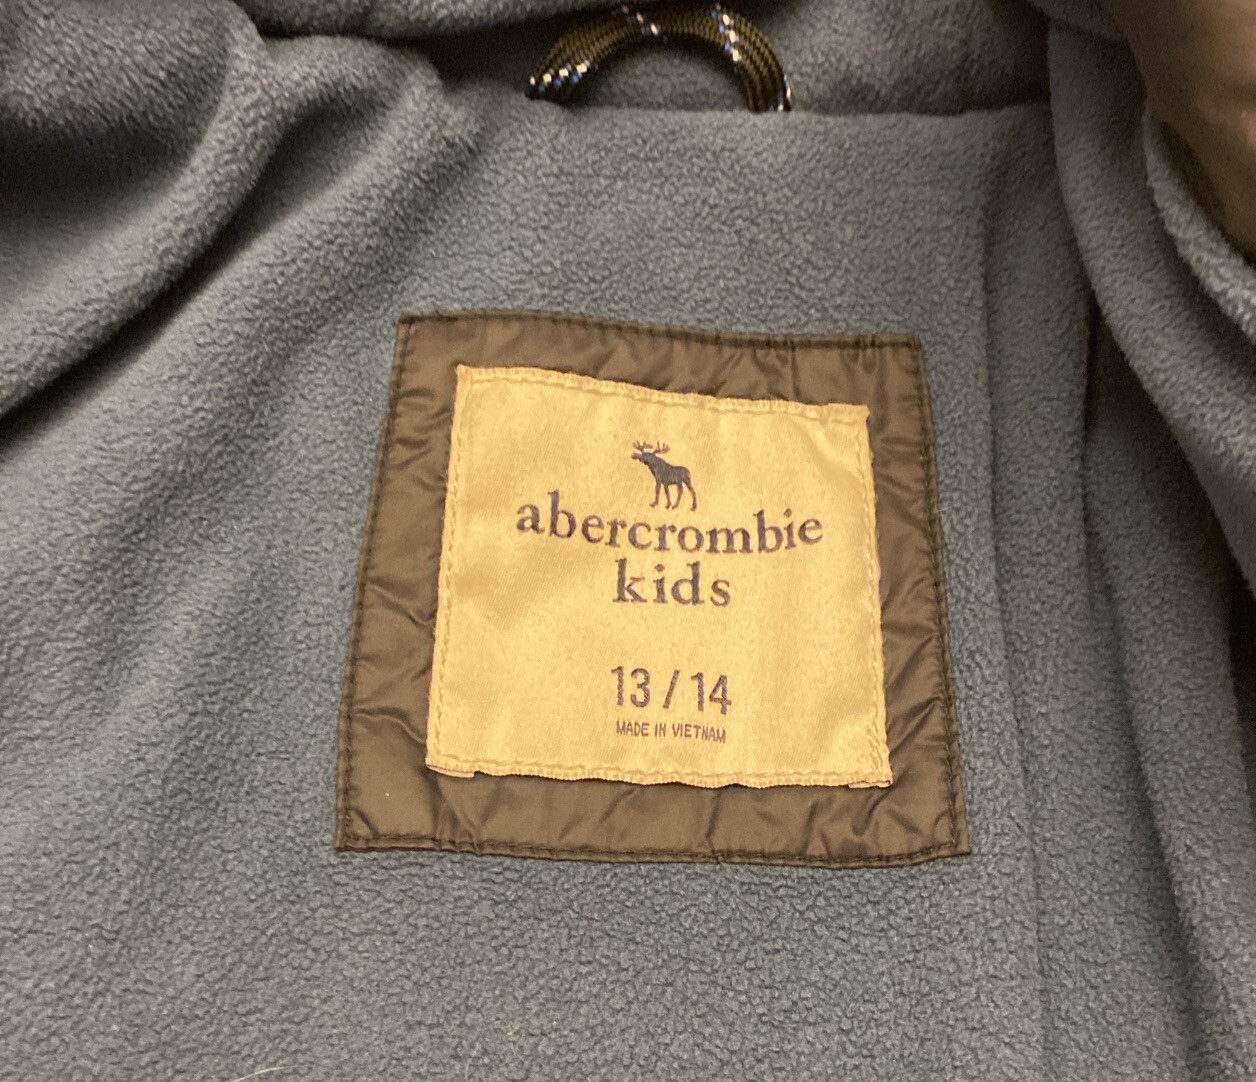 abercrombie
kids
13 / 14
MADE IN VIETNAM